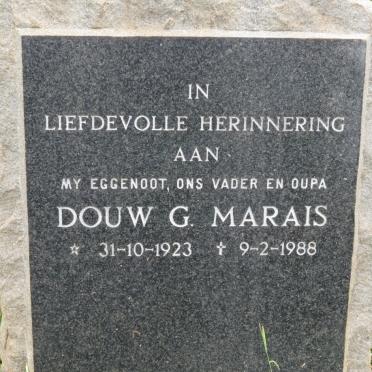 IN
LIEFDEVOLLE HERINNERING
AAN
MY EGGENOOT, ONS VADER EN OUPA
DOUW G. MARAIS
☆ 31-10-1923 ✝ 9-2-1988